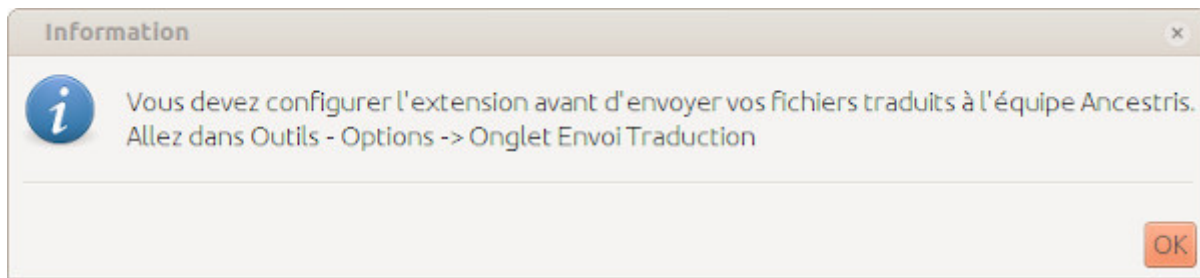 Information
Vous devez configurer l'extension avant d'envoyer vos fichiers traduits à l'équipe Ancestris.
Allez dans Outils - Options -> Onglet Envoi Traduction
OK